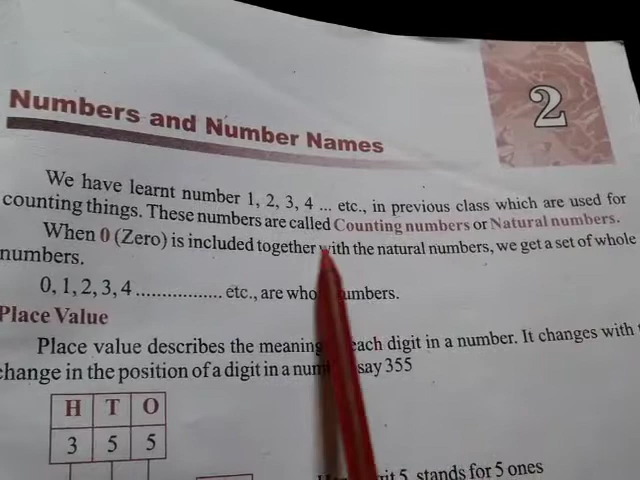 2
Numbers and Number Names
We have learnt number 1, 2, 3, 4 ... etc., in previous class which are used for
counting things. These numbers are called Counting numbers or Natural numbers.
When 0 (Zero) is included together with the natural numbers, we get a set of whole
numbers.
0, 1, 2, 3, 4 ................. etc., are umbers.
Place Value
Place value describes the meaning each digit in a number. It changes with
change in the position of a digit in a num say 355
H T O
3 5 5
5, stands for 5 ones